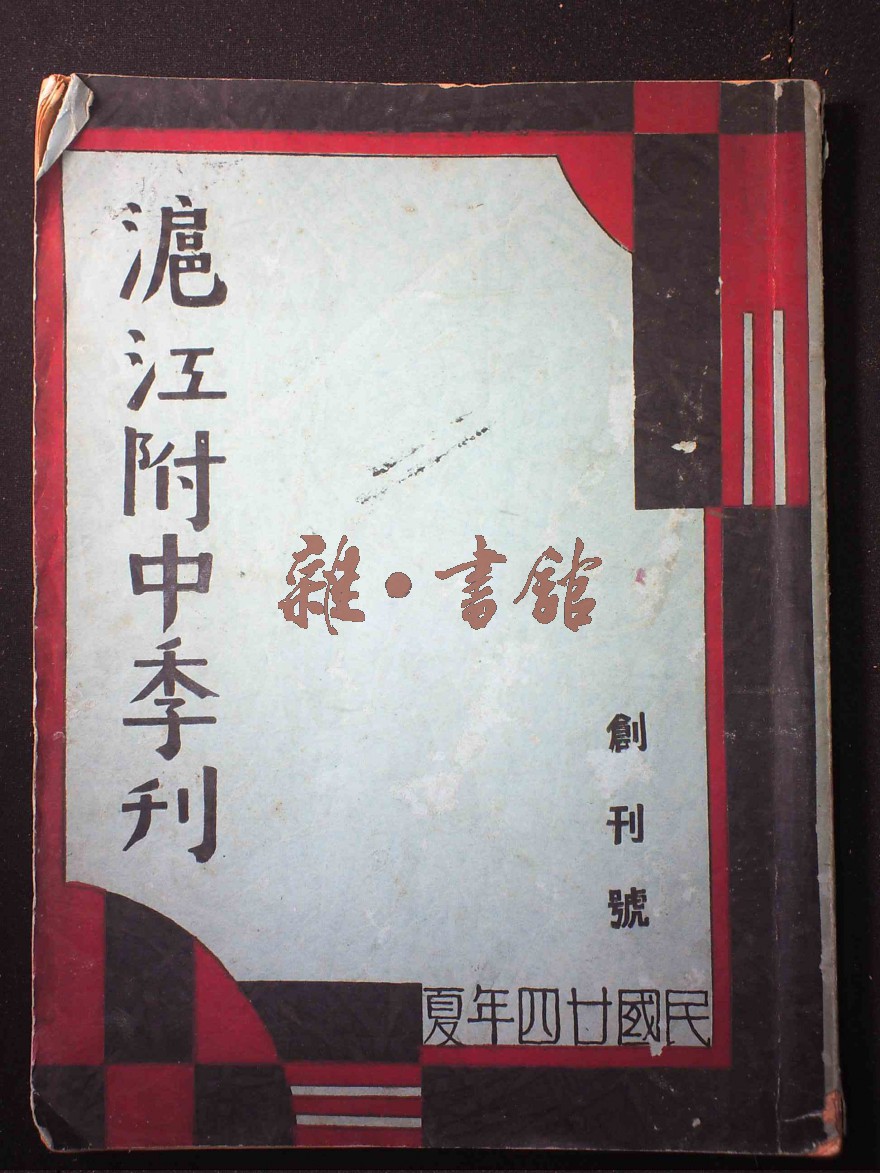 滬江附中季刊
雜·書館
創刊號
民國廿四年夏